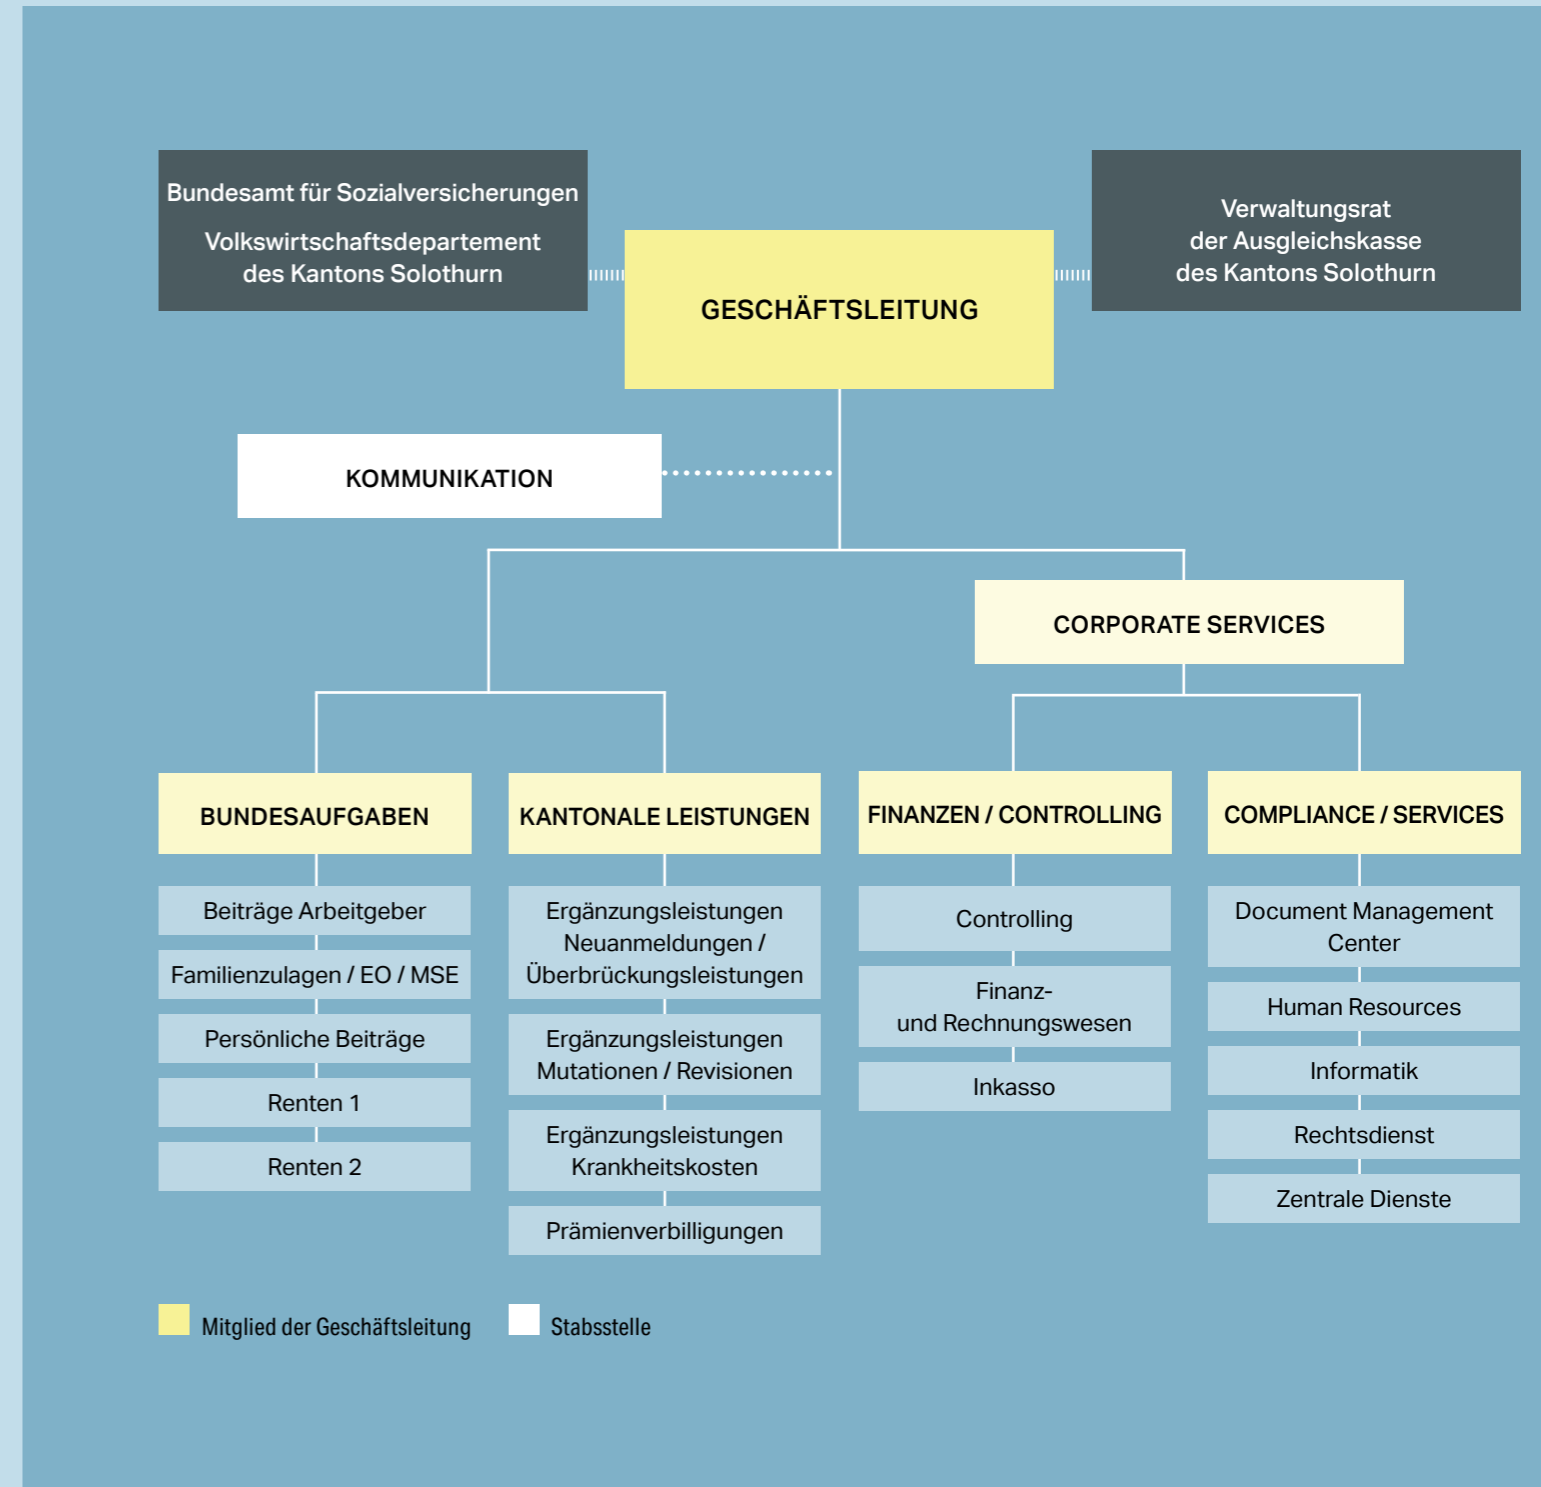 Bundesamt für Sozialversicherungen
Volkswirtschaftsdepartement
des Kantons Solothurn
Verwaltungsrat
der Ausgleichskasse
des Kantons Solothurn
GESCHÄFTSLEITUNG
KOMMUNIKATION
CORPORATE SERVICES
BUNDESAUFGABEN
Beiträge Arbeitgeber
Familienzulagen / EO / MSE
Persönliche Beiträge
Renten 1
Renten 2
KANTONALE LEISTUNGEN
Ergänzungsleistungen
Neuanmeldungen /
Überbrückungsleistungen
Ergänzungsleistungen
Mutationen / Revisionen
Ergänzungsleistungen
Krankheitskosten
Prämienverbilligungen
FINANZEN / CONTROLLING
Controlling
Finanz-
und Rechnungswesen
Inkasso
COMPLIANCE / SERVICES
Document Management
Center
Human Resources
Informatik
Rechtsdienst
Zentrale Dienste
Mitglied der Geschäftsleitung
Stabsstelle